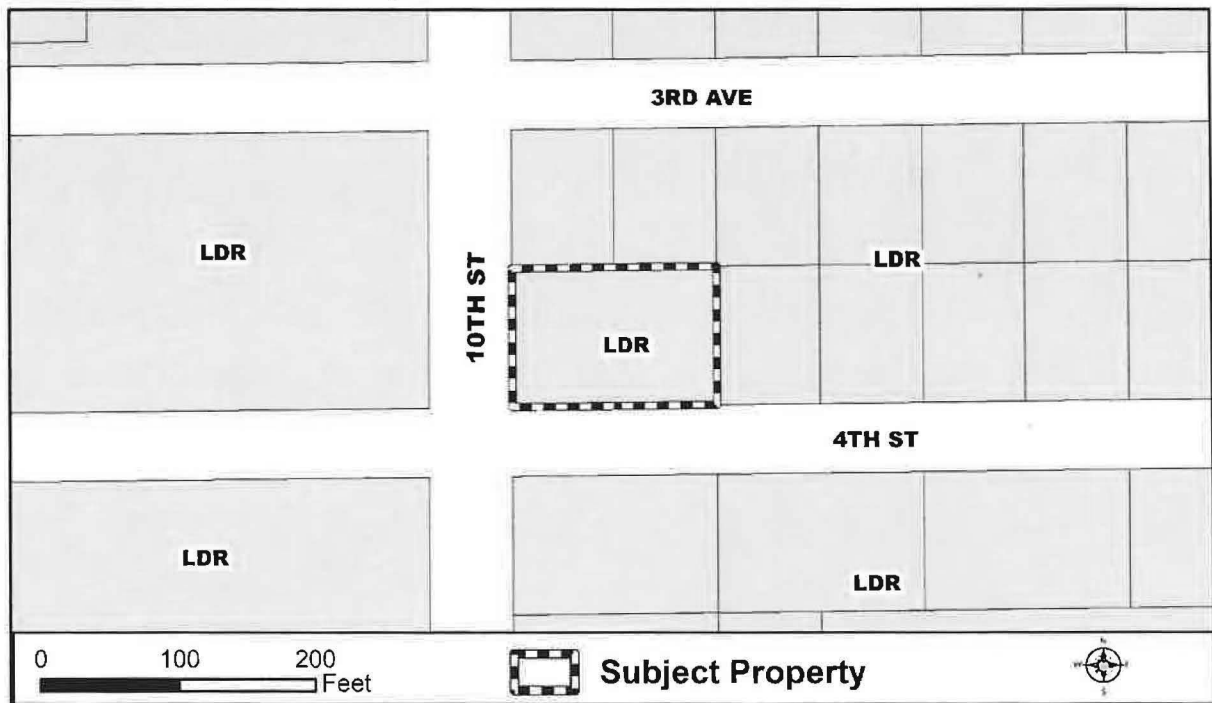 3RD AVE
LDR
LDR
10TH ST
LDR
4TH ST
LDR
LDR
0 100 200
Feet
Subject Property
N
W E
S